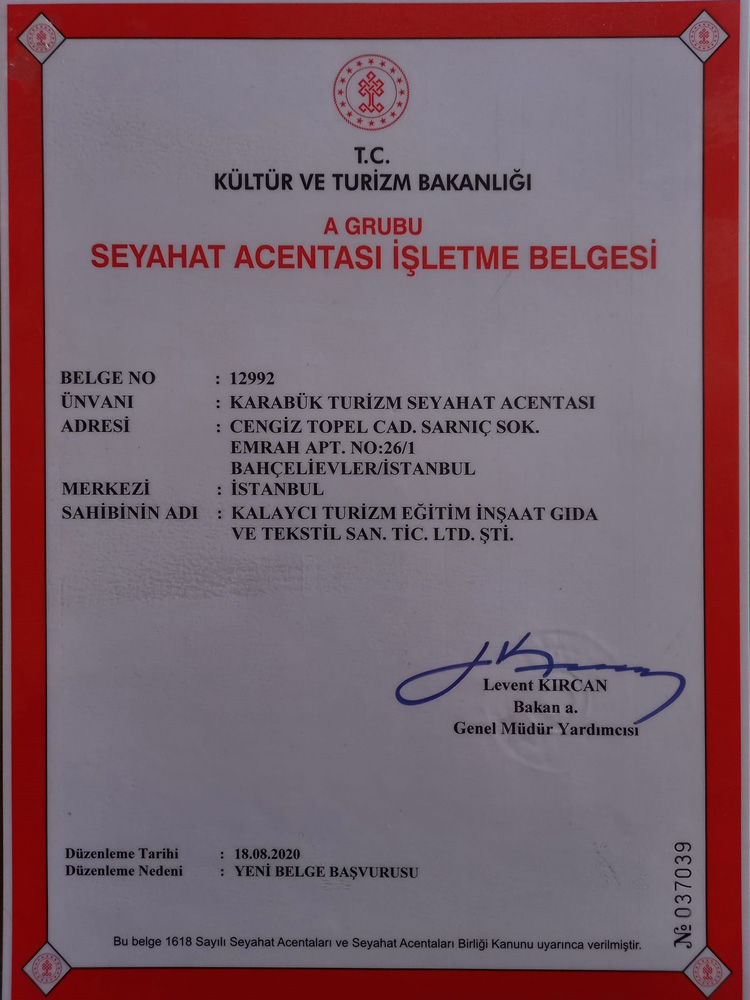 T.C.
KÜLTÜR VE TURİZM BAKANLIĞI
A GRUBU
SEYAHAT ACENTASI İŞLETME BELGESİ
BELGE NO : 12992
ÜNVANI : KARABÜK TURİZM SEYAHAT ACENTASI
ADRESİ : CENGİZ TOPEL CAD. SARNIÇ SOK.
EMRAH APT. NO:26/1
BAHÇELİEVLER/İSTANBUL
MERKEZİ : İSTANBUL
SAHİBİNİN ADI : KALAYCI TURİZM EĞİTİM İNŞAAT GIDA
VE TEKSTİL SAN. TİC. LTD. ŞTİ.
Levent KIRCAN
Bakan a.
Genel Müdür Yardımcısı
Düzenleme Tarihi : 18.08.2020
Düzenleme Nedeni : YENİ BELGE BAŞVURUSU
Bu belge 1618 Sayılı Seyahat Acentaları ve Seyahat Acentaları Birliği Kanunu uyarınca verilmiştir.
№ 037039